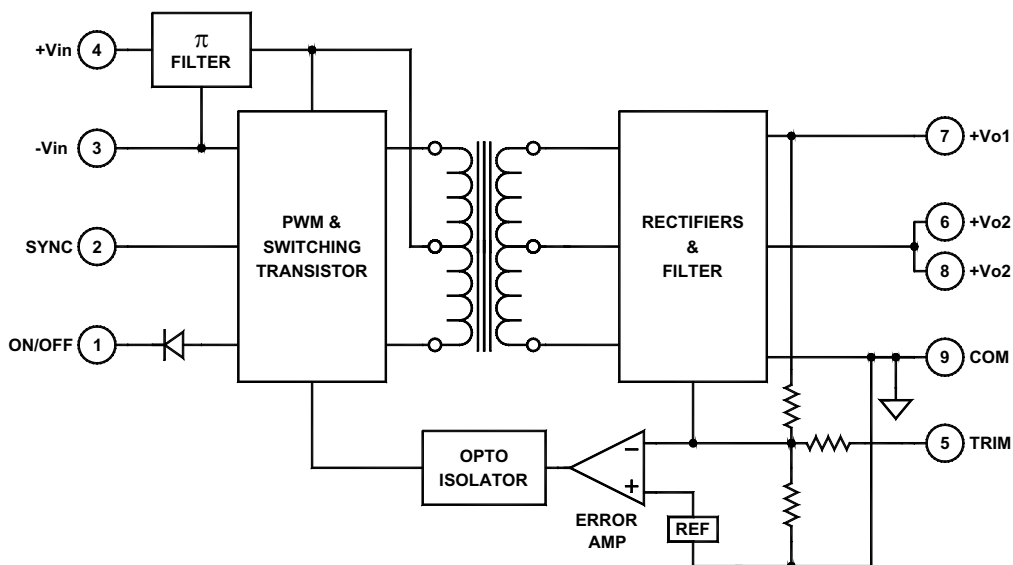 +Vin
4
π
FILTER
-Vin
3
SYNC
2
ON/OFF
1
PWM &
SWITCHING
TRANSISTOR
RECTIFIERS
&
FILTER
7
+Vo1
6
+Vo2
8
+Vo2
9
COM
5
TRIM
OPTO
ISOLATOR
−
+
ERROR
AMP
REF